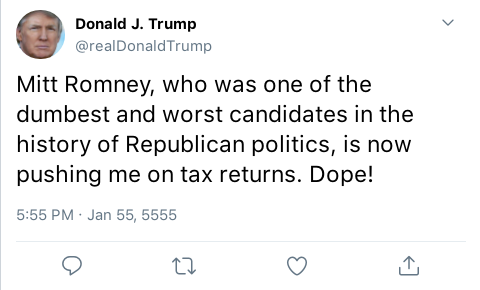 Donald J. Trump
@realDonaldTrump
Mitt Romney, who was one of the
dumbest and worst candidates in the
history of Republican politics, is now
pushing me on tax returns. Dope!
5:55 PM · Jan 55, 5555